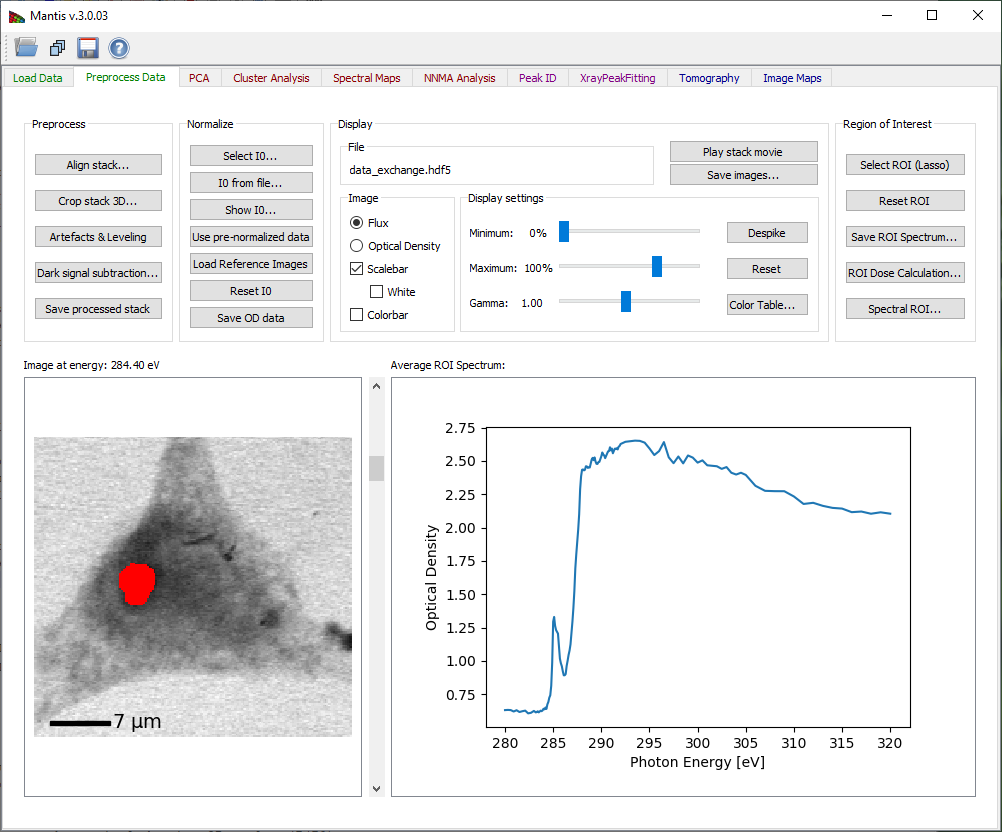 Mantis v.3.0.03
Load Data Preprocess Data PCA Cluster Analysis Spectral Maps NNMA Analysis Peak ID XrayPeakFitting Tomography Image Maps
Preprocess
Align stack...
Crop stack 3D...
Artefacts & Leveling
Dark signal subtraction...
Save processed stack
Normalize
Select I0...
I0 from file...
Show I0...
Use pre-normalized data
Load Reference Images
Reset I0
Save OD data
Display
File
data_exchange.hdf5
Play stack movie
Save images...
Image
Flux
Optical Density
Scalebar
White
Colorbar
Display settings
Minimum: 0%
Maximum: 100%
Gamma: 1.00
Despike
Reset
Color Table...
Region of Interest
Select ROI (Lasso)
Reset ROI
Save ROI Spectrum...
ROI Dose Calculation...
Spectral ROI...
Image at energy: 284.40 eV
7 µm
Average ROI Spectrum:
Optical Density
2.75
2.50
2.25
2.00
1.75
1.50
1.25
1.00
0.75
280 285 290 295 300 305 310 315 320
Photon Energy [eV]